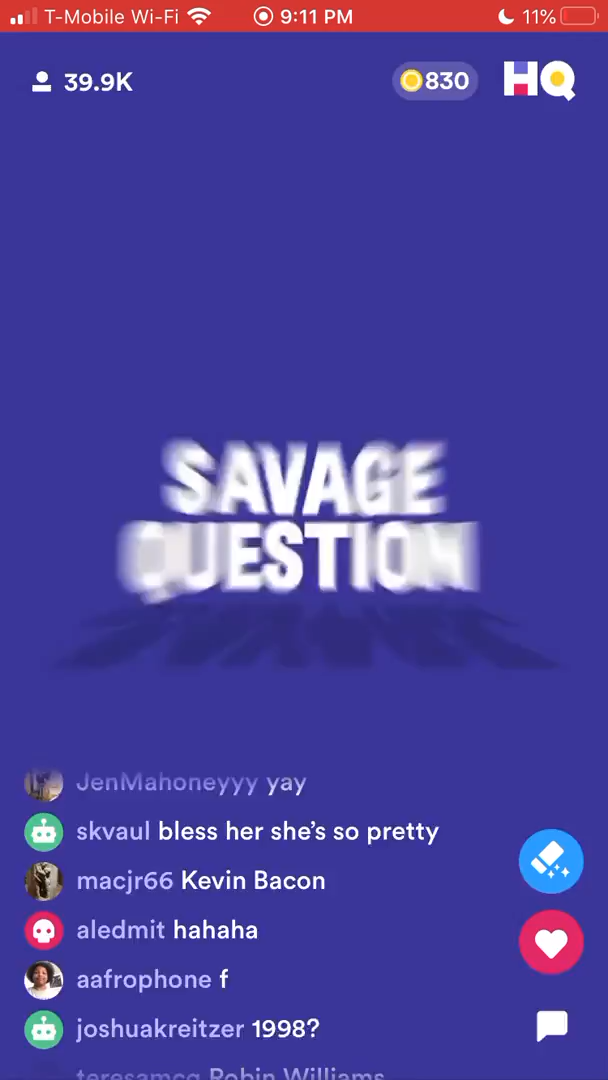 T-Mobile Wi-Fi 9:11 PM 11%
39.9K 830 HQ
SAVAGE
QUESTION
JenMahoneyyy yay
skvaul bless her she’s so pretty
macjr66 Kevin Bacon
aledmit hahaha
aafrophone f
joshuakreitzer 1998?
teresamcg Robin Williams